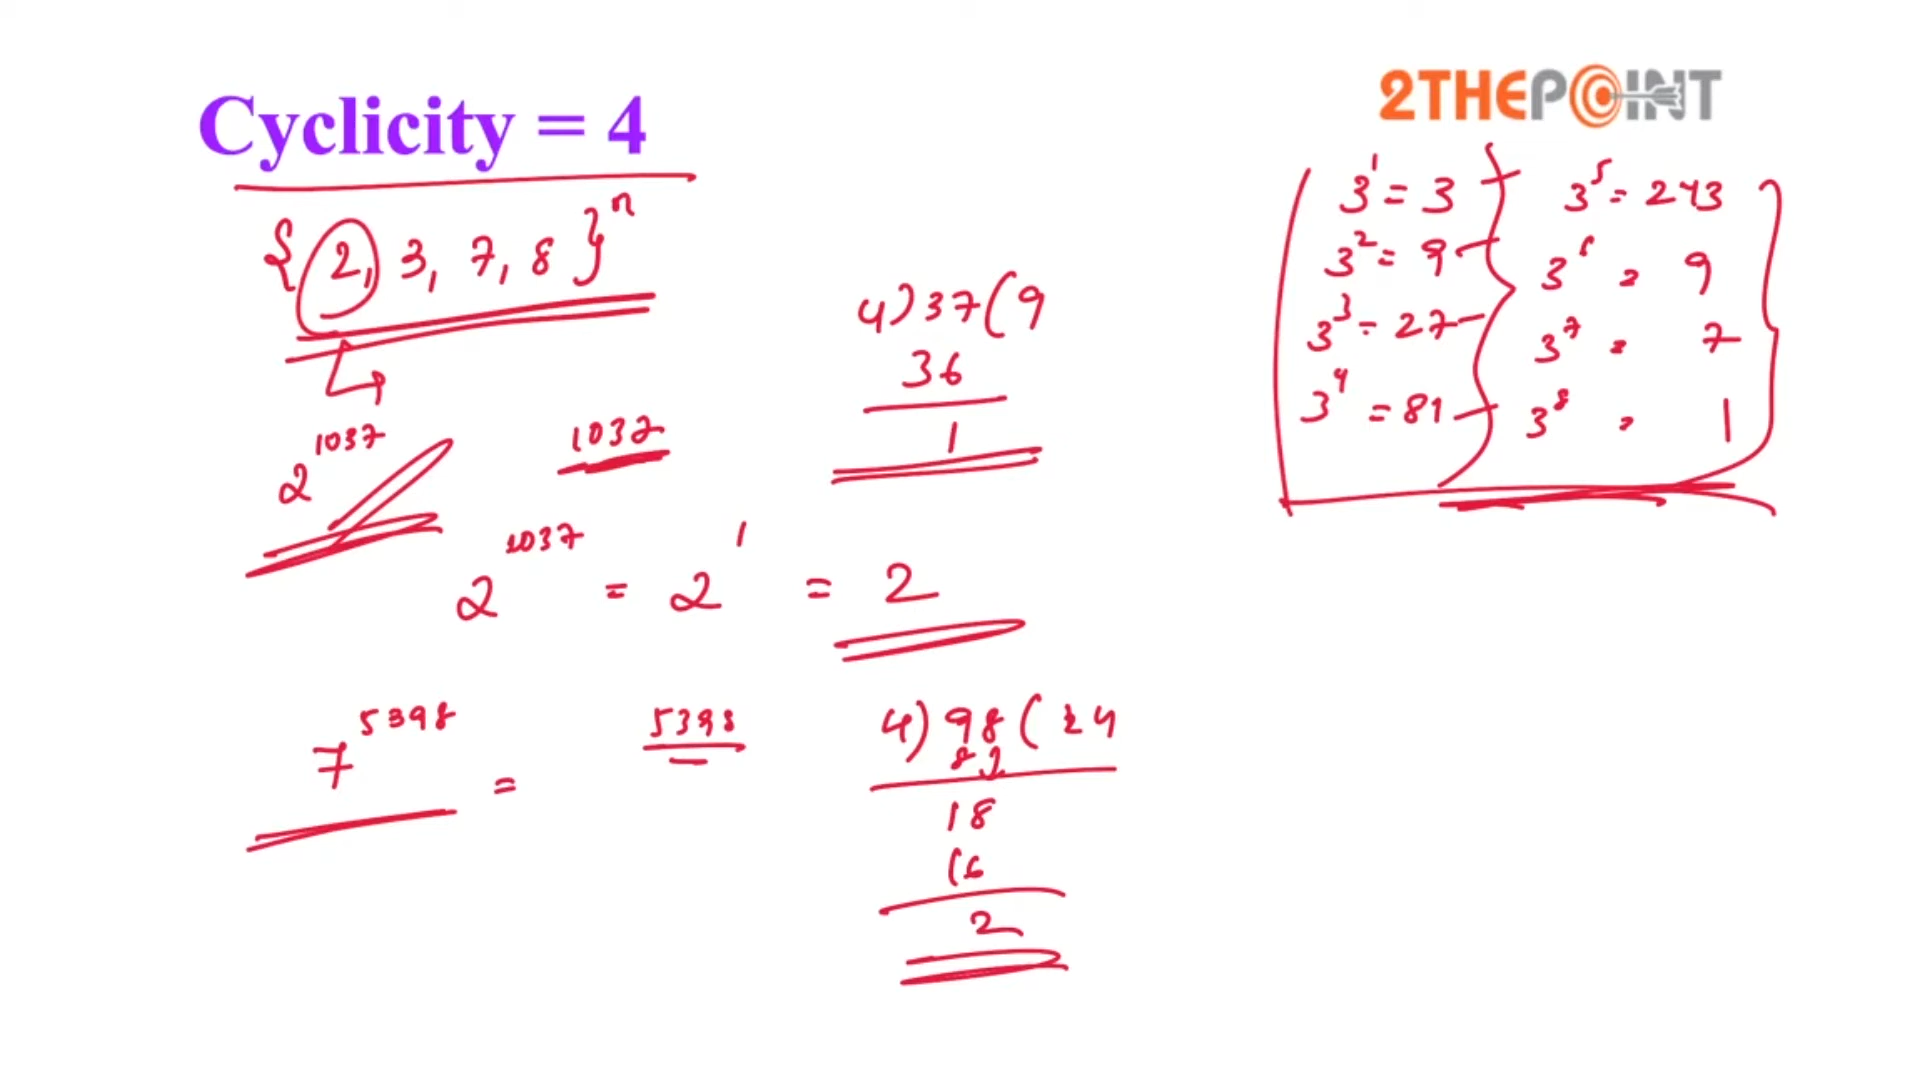 2THEPOINT
Cyclicity = 4
{2, 3, 7, 8}ⁿ
3¹ = 3
3² = 9
3³ = 27
3⁴ = 81
3⁵ = 243
3⁶ = 9
3⁷ = 7
3⁸ = 1
4)37(9
36
1
2¹⁰³⁷
1037
2¹⁰³⁷ = 2¹ = 2
7⁵³⁹⁸ =
5398
4)98(24
8
18
16
2